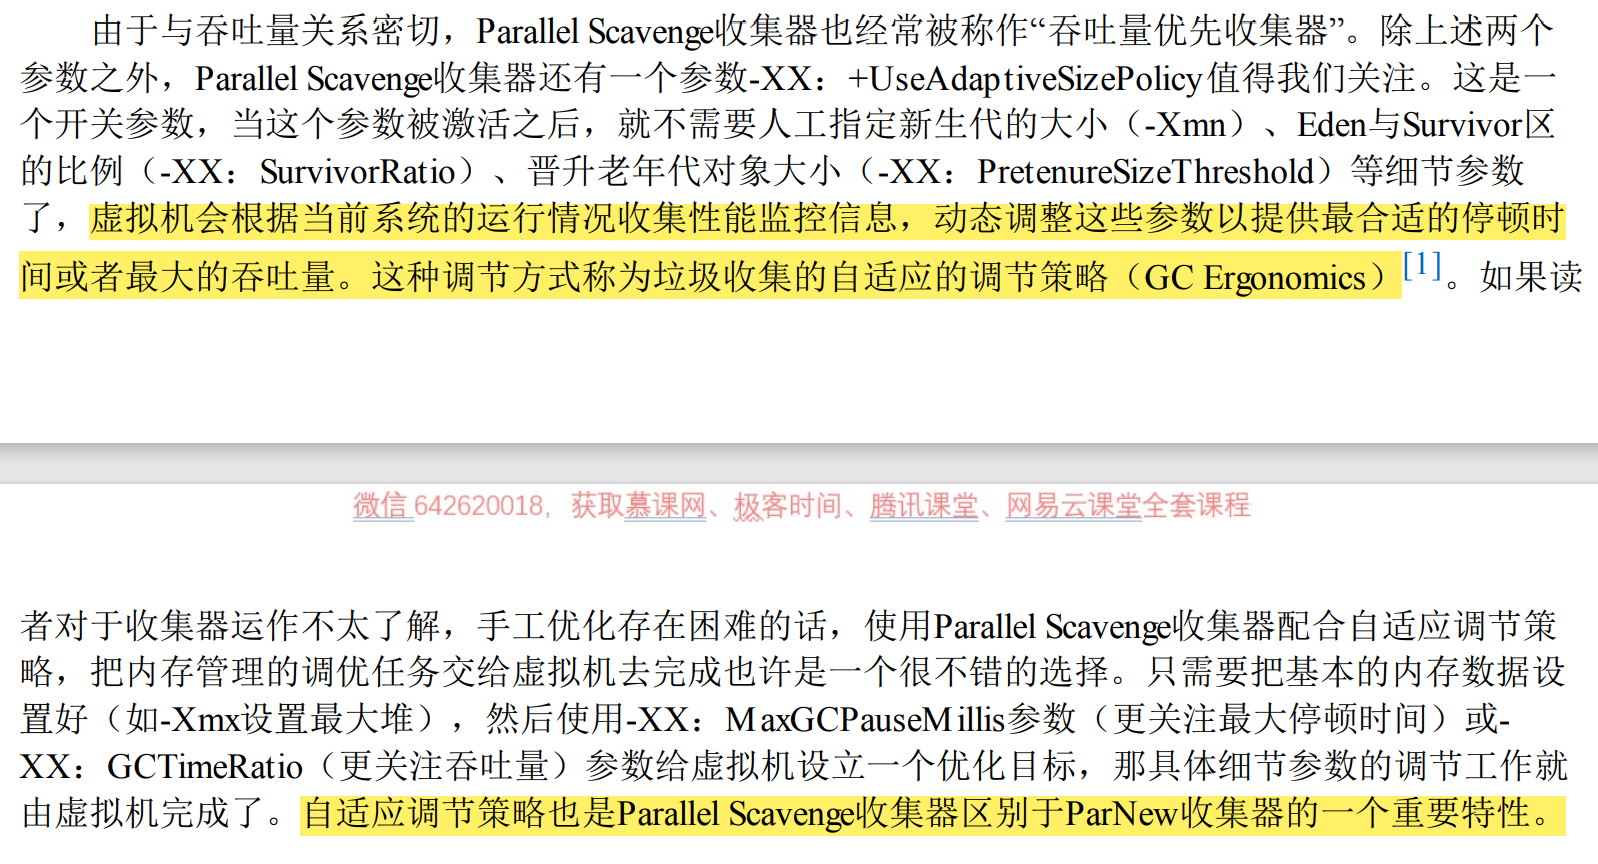 由于与吞吐量关系密切，Parallel Scavenge收集器也经常被称作“吞吐量优先收集器”。除上述两个
参数之外，Parallel Scavenge收集器还有一个参数-XX：+UseAdaptiveSizePolicy值得我们关注。这是一
个开关参数，当这个参数被激活之后，就不需要人工指定新生代的大小（-Xmn）、Eden与Survivor区
的比例（-XX：SurvivorRatio）、晋升老年代对象大小（-XX：PretenureSizeThreshold）等细节参数
了，虚拟机会根据当前系统的运行情况收集性能监控信息，动态调整这些参数以提供最合适的停顿时
间或者最大的吞吐量。这种调节方式称为垃圾收集的自适应的调节策略（GC Ergonomics）[1]。如果读
微信 642620018，获取慕课网、极客时间、腾讯课堂、网易云课堂全套课程
者对于收集器运作不太了解，手工优化存在困难的话，使用Parallel Scavenge收集器配合自适应调节策
略，把内存管理的调优任务交给虚拟机去完成也许是一个很不错的选择。只需要把基本的内存数据设
置好（如-Xmx设置最大堆），然后使用-XX：MaxGCPauseMillis参数（更关注最大停顿时间）或-
XX：GCTimeRatio（更关注吞吐量）参数给虚拟机设立一个优化目标，那具体细节参数的调节工作就
由虚拟机完成了。自适应调节策略也是Parallel Scavenge收集器区别于ParNew收集器的一个重要特性。